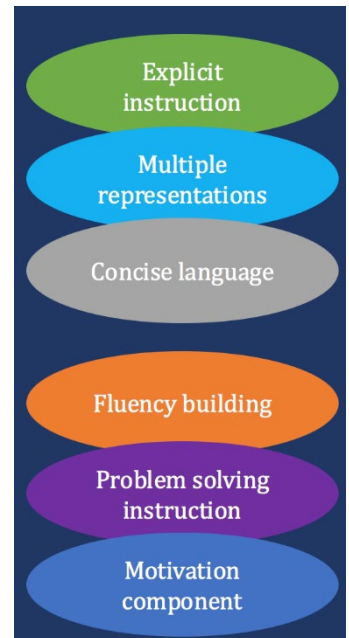 Explicit
instruction
Multiple
representations
Concise language
Fluency building
Problem solving
instruction
Motivation
component